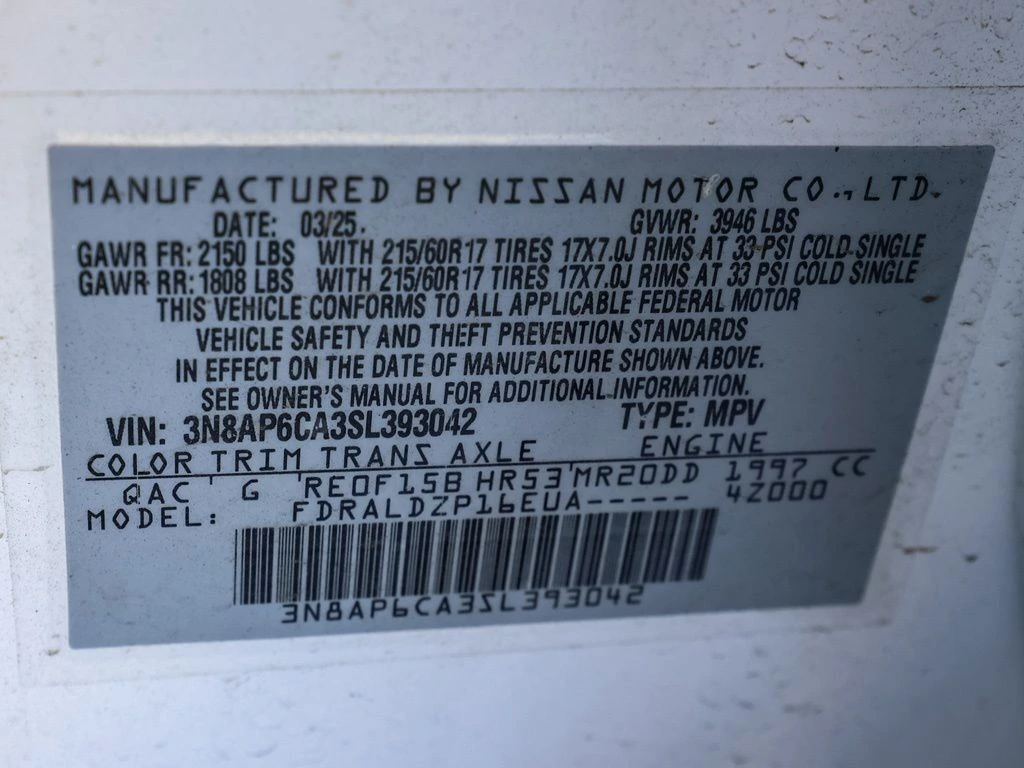 MANUFACTURED BY NISSAN MOTOR CO., LTD.
DATE: 03/25. GVWR: 3946 LBS
GAWR FR: 2150 LBS WITH 215/60R17 TIRES 17X7.0J RIMS AT 33 PSI COLD SINGLE
GAWR RR: 1808 LBS WITH 215/60R17 TIRES 17X7.0J RIMS AT 33 PSI COLD SINGLE
THIS VEHICLE CONFORMS TO ALL APPLICABLE FEDERAL MOTOR
VEHICLE SAFETY AND THEFT PREVENTION STANDARDS
IN EFFECT ON THE DATE OF MANUFACTURE SHOWN ABOVE.
SEE OWNER'S MANUAL FOR ADDITIONAL INFORMATION.
VIN: 3N8AP6CA3SL393042 TYPE: MPV
COLOR TRIM TRANS AXLE ENGINE
QAC G RE0F15B HR53 MR20DD 1997 CC
MODEL: FDRALDZP16EUA----- 4Z000
3N8AP6CA3SL393042